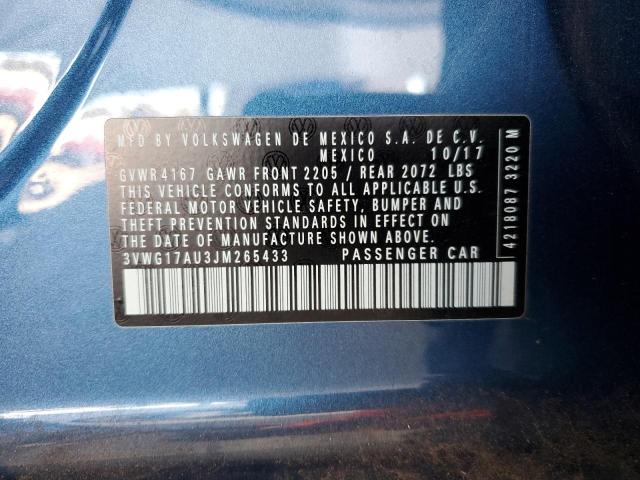 MFD BY VOLKSWAGEN DE MEXICO S.A. DE C.V.
MEXICO 10/17
GVWR 4167 GAWR FRONT 2205 / REAR 2072 LBS
THIS VEHICLE CONFORMS TO ALL APPLICABLE U.S.
FEDERAL MOTOR VEHICLE SAFETY, BUMPER AND
THEFT PREVENTION STANDARDS IN EFFECT ON
THE DATE OF MANUFACTURE SHOWN ABOVE.
3VWG17AU3JM265433 PASSENGER CAR
4218087 3220 M